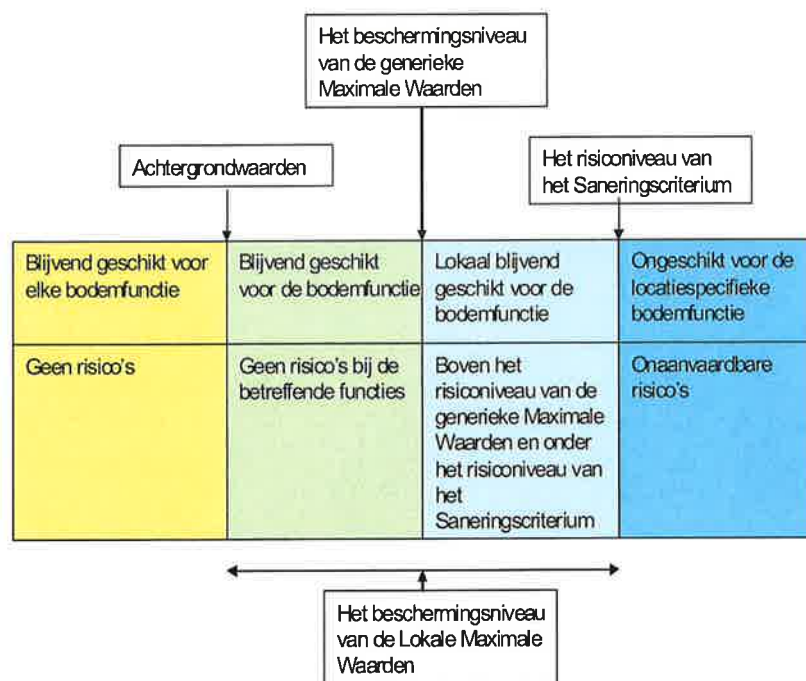 Het beschermingsniveau
van de generieke
Maximale Waarden
Achtergrondwaarden
Het risiconiveau van
het Saneringscriterium
Blijvend geschikt voor
elke bodemfunctie
Blijvend geschikt
voor de bodemfunctie
Lokaal blijvend
geschikt voor de
bodemfunctie
Ongeschikt voor de
locatiespecifieke
bodemfunctie
Geen risico's
Geen risico's bij de
betreffende functies
Boven het
risiconiveau van de
generieke Maximale
Waarden en onder
het risiconiveau van
het
Saneringscriterium
Onaanvaardbare
risico's
Het beschermingsniveau
van de Lokale Maximale
Waarden